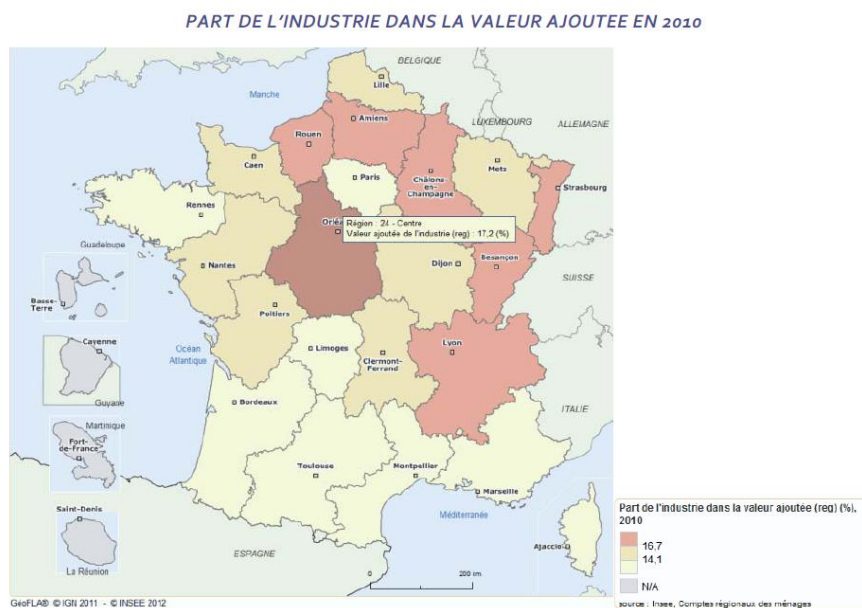 PART DE L'INDUSTRIE DANS LA VALEUR AJOUTEE EN 2010
BELGIQUE
Lille
Manche
LUXEMBOURG
ALLEMAGNE
Amiens
Rouen
Caen
Metz
Paris
Châlons-
en-
Champagne
Strasbourg
Rennes
Orléa
Région : 24 - Centre
Valeur ajoutée de l'industrie (reg) : 17,2 (%)
Guadeloupe
Nantes
Dijon
Besançon
SUISSE
Basse-
Terre
Poitiers
Cayenne
Océan
Atlantique
Limoges
Clermont-
Ferrand
Lyon
Guyane
Bordeaux
ITALIE
Martinique
Fort-
de-France
Toulouse
Montpellier
Marseille
Saint-Denis
Méditerranée
La Réunion
ESPAGNE
Ajaccio
0
200 km
Part de l'industrie dans la valeur ajoutée (reg) (%),
2010
16,7
14,1
N/A
GéoFLA® © IGN 2011 - © INSEE 2012
source : Insee, Comptes régionaux des ménages